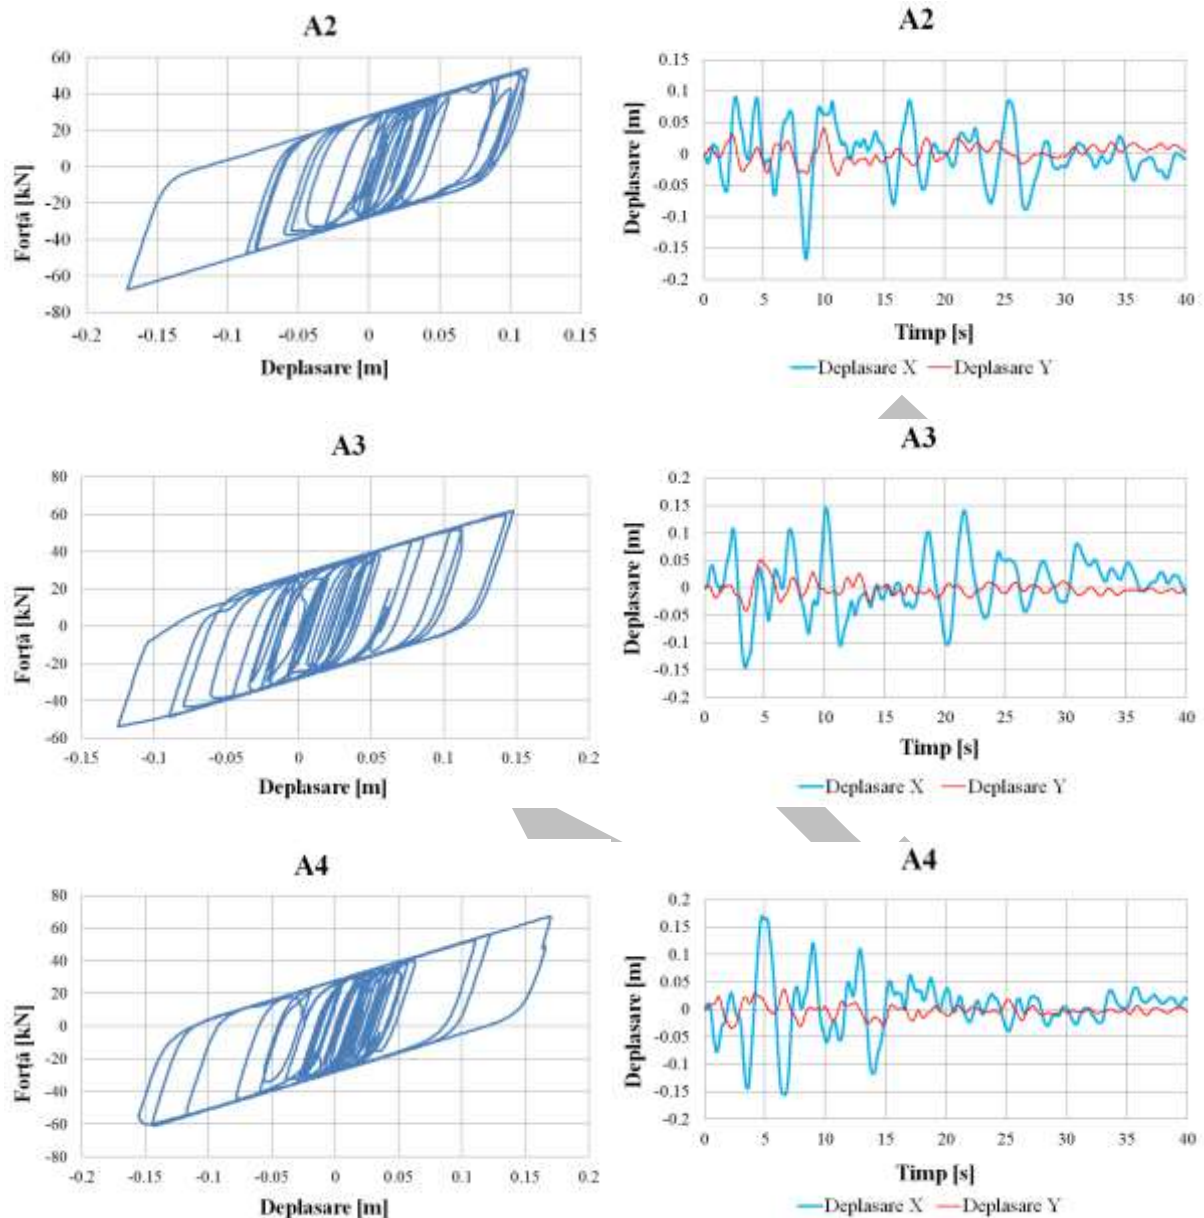 A2
Forță [kN]
60
40
20
0
-20
-40
-60
-80
-0.2 -0.15 -0.1 -0.05 0 0.05 0.1 0.15
Deplasare [m]
A2
Deplasare [m]
0.15
0.1
0.05
0
-0.05
-0.1
-0.15
-0.2
0 5 10 15 20 25 30 35 40
Timp [s]
Deplasare X Deplasare Y
A3
Forță [kN]
80
60
40
20
0
-20
-40
-60
-0.15 -0.1 -0.05 0 0.05 0.1 0.15 0.2
Deplasare [m]
A3
Deplasare [m]
0.2
0.15
0.1
0.05
0
-0.05
-0.1
-0.15
-0.2
0 5 10 15 20 25 30 35 40
Timp [s]
Deplasare X Deplasare Y
A4
Forță [kN]
80
60
40
20
0
-20
-40
-60
-80
-0.2 -0.15 -0.1 -0.05 0 0.05 0.1 0.15 0.2
Deplasare [m]
A4
Deplasare [m]
0.2
0.15
0.1
0.05
0
-0.05
-0.1
-0.15
-0.2
0 5 10 15 20 25 30 35 40
Timp [s]
Deplasare X Deplasare Y